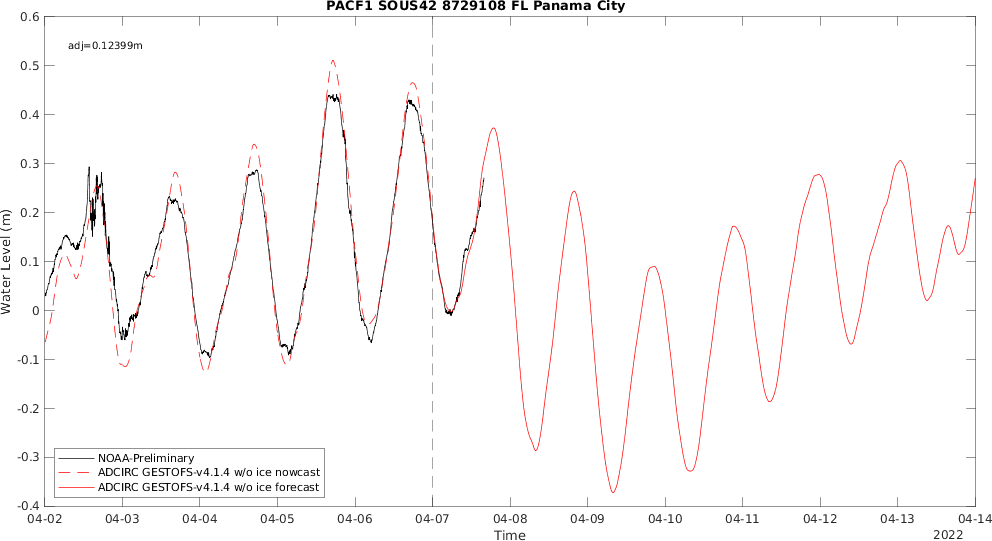 PACF1 SOUS42 8729108 FL Panama City
adj=0.12399m
Water Level (m)
0.6
0.5
0.4
0.3
0.2
0.1
0
-0.1
-0.2
-0.3
-0.4
NOAA-Preliminary
ADCIRC GESTOFS-v4.1.4 w/o ice nowcast
ADCIRC GESTOFS-v4.1.4 w/o ice forecast
04-02 04-03 04-04 04-05 04-06 04-07 04-08 04-09 04-10 04-11 04-12 04-13 04-14
Time
2022